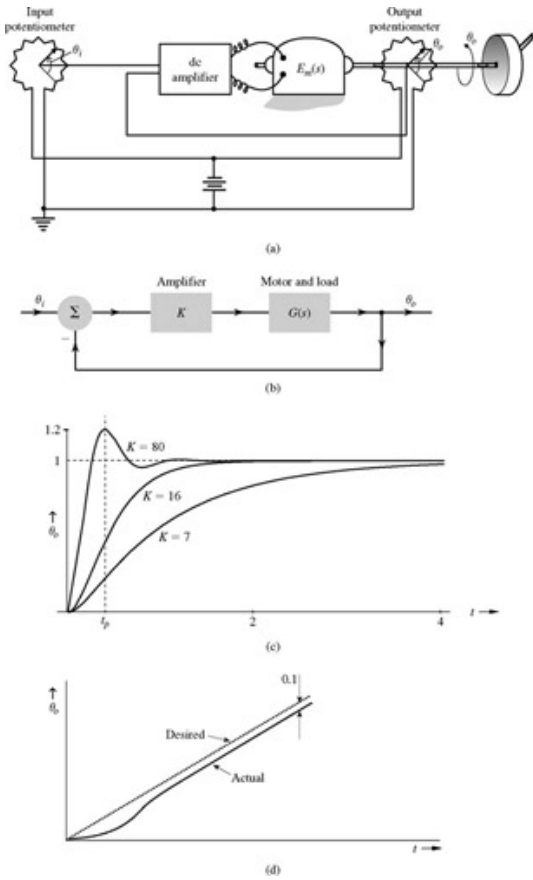 Input
potentiometer
θi
dc
amplifier
Em(s)
Output
potentiometer
θo
θo
(a)
θi
Σ
−
Amplifier
K
Motor and load
G(s)
θo
(b)
1.2
1
K = 80
K = 16
K = 7
θo
tp
2
4
t
(c)
θo
0.1
Desired
Actual
t
(d)